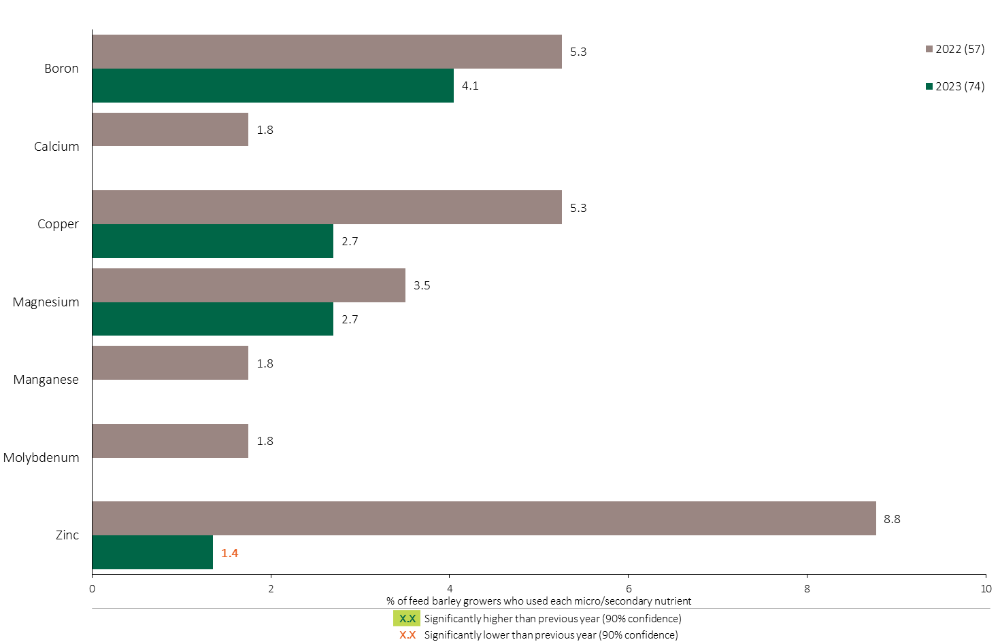 5.3
2022 (57)
Boron
4.1
2023 (74)
1.8
Calcium
5.3
Copper
2.7
3.5
Magnesium
2.7
1.8
Manganese
1.8
Molybdenum
8.8
Zinc
1.4
0 2 4 6 8 10
% of feed barley growers who used each micro/secondary nutrient
X.X Significantly higher than previous year (90% confidence)
X.X Significantly lower than previous year (90% confidence)